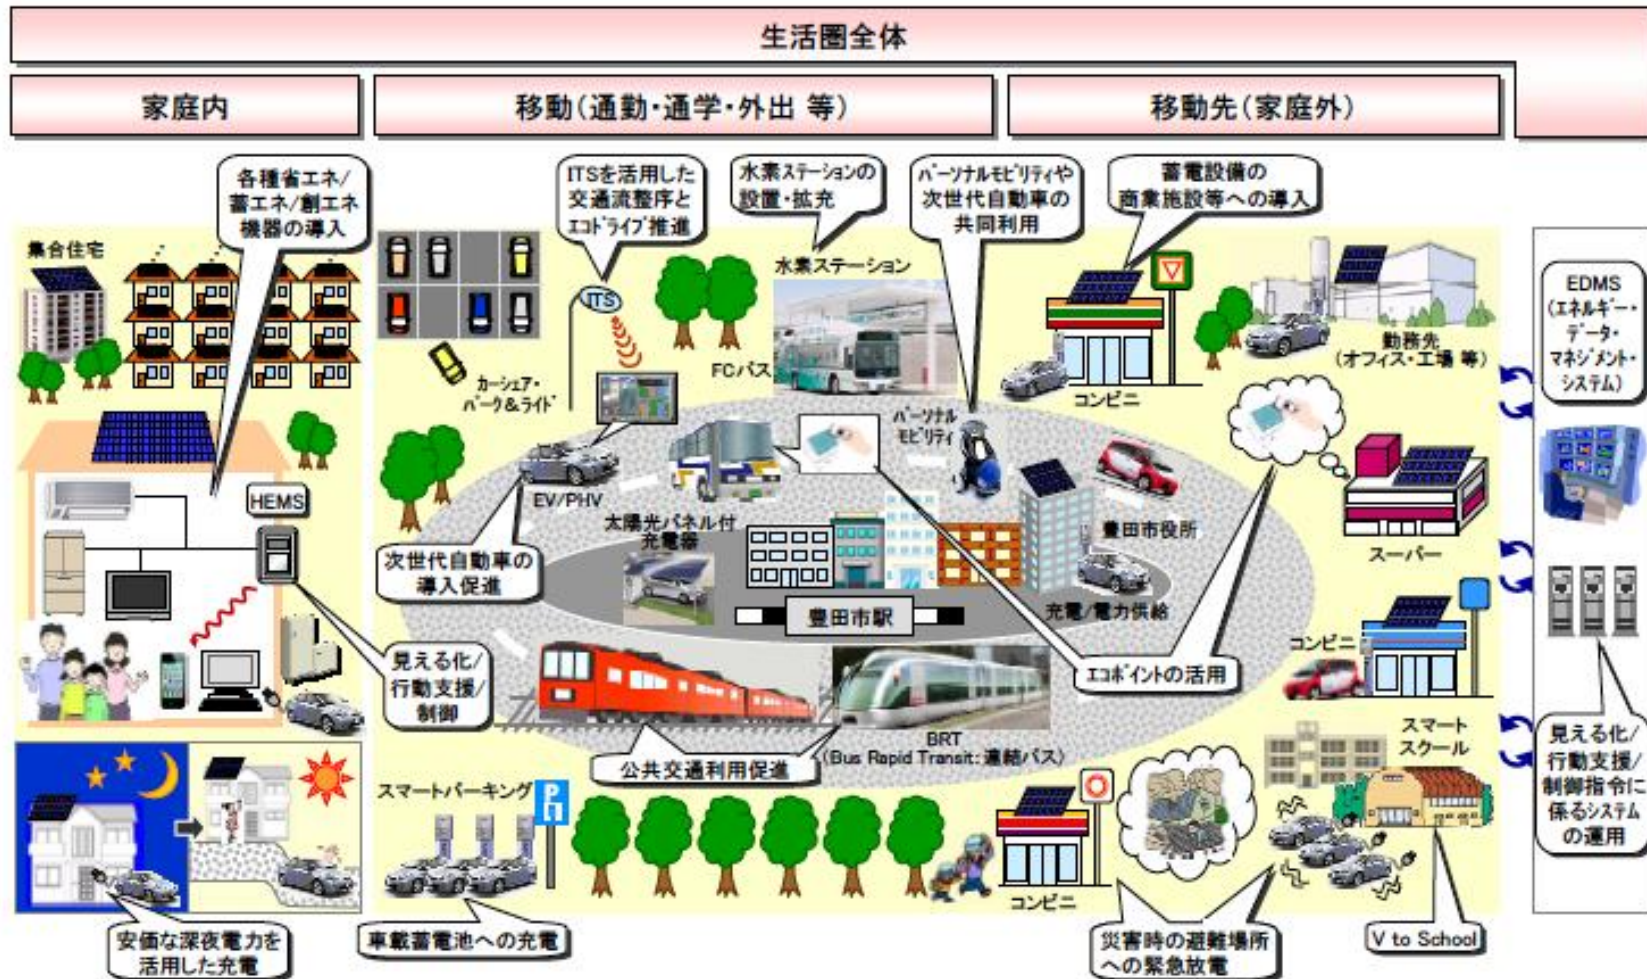 生活圏全体
家庭内
移動(通勤・通学・外出 等)
移動先(家庭外)
各種省エネ/
蓄エネ/創エネ
機器の導入
ITSを活用した
交通流整序と
エコドライブ推進
水素ステーションの
設置・拡充
パーソナルモビリティや
次世代自動車の
共同利用
蓄電設備の
商業施設等への導入
集合住宅
ITS
水素ステーション
FCバス
カーシェア・
パーク&ライド
コンビニ
勤務先
(オフィス・工場 等)
EDMS
(エネルギー・
データ・
マネジメント・
システム)
HEMS
EV/PHV
パーソナル
モビリティ
太陽光パネル付
充電器
次世代自動車の
導入促進
豊田市役所
充電/電力供給
スーパー
豊田市駅
見える化/
行動支援/
制御
エコポイントの活用
コンビニ
BRT
(Bus Rapid Transit:連結バス)
公共交通利用促進
スマート
スクール
見える化/
行動支援/
制御指令に
係るシステム
の運用
スマートパーキング
P
コンビニ
安価な深夜電力を
活用した充電
車載蓄電池への充電
災害時の避難場所
への緊急放電
V to School